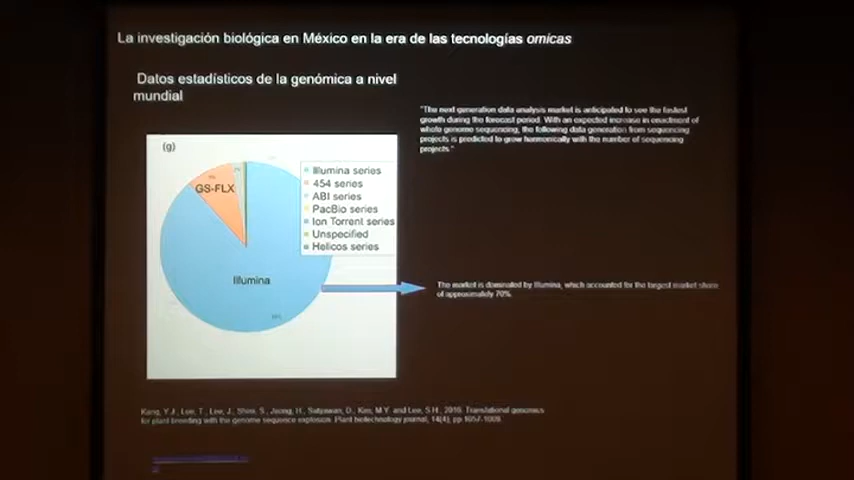 La investigación biológica en México en la era de las tecnologías omicas
Datos estadísticos de la genómica a nivel
mundial
"The next generation data analysis market is anticipated to see the fastest
growth during the forecast period. With an expected increase in enactment of
whole genome sequencing, the following data generation from sequencing
projects is predicted to grow harmoniously with the number of sequencing
projects."
(g)
GS-FLX
Illumina
Illumina series
454 series
ABI series
PacBio series
Ion Torrent series
Unspecified
Helicos series
The market is dominated by Illumina, which accounted for the largest market share
of approximately 70%.
Kang, Y.J., Lee, T., Lee, J., Shim, S., Jeong, H., Satyawan, D., Kim, M.Y. and Lee, S.H., 2016. Translational genomics
for plant breeding with the genome sequence explosion. Plant biotechnology journal, 14(4), pp.1057-1069.